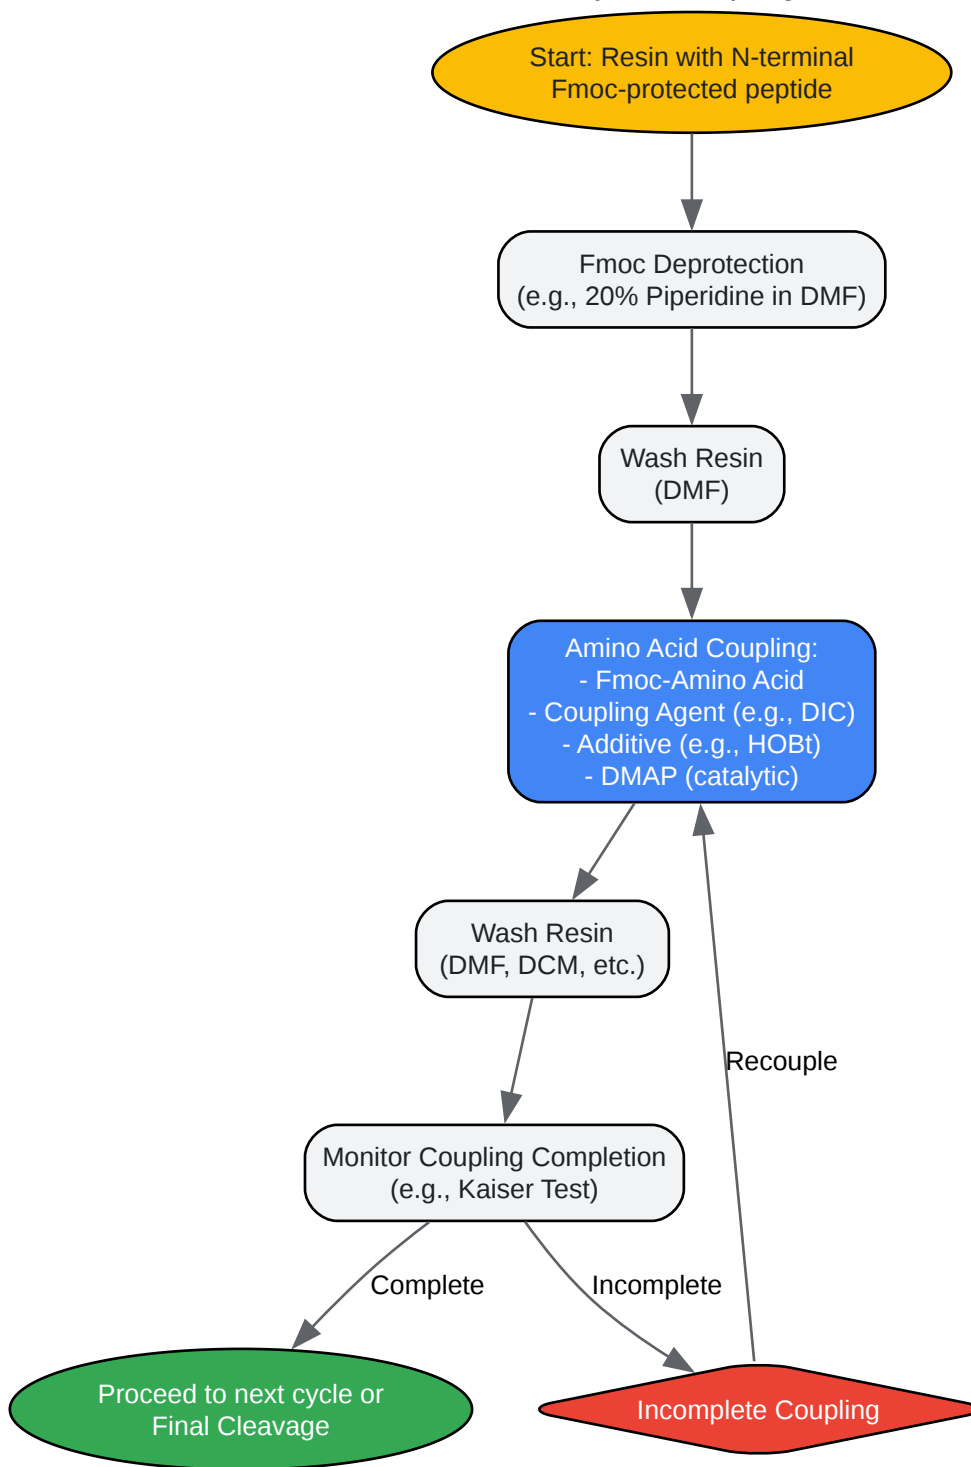 Start: Resin with N-terminal
Fmoc-protected peptide
Fmoc Deprotection
(e.g., 20% Piperidine in DMF)
Wash Resin
(DMF)
Amino Acid Coupling:
- Fmoc-Amino Acid
- Coupling Agent (e.g., DIC)
- Additive (e.g., HOBt)
- DMAP (catalytic)
Wash Resin
(DMF, DCM, etc.)
Recouple
Monitor Coupling Completion
(e.g., Kaiser Test)
Complete
Incomplete
Proceed to next cycle or
Final Cleavage
Incomplete Coupling